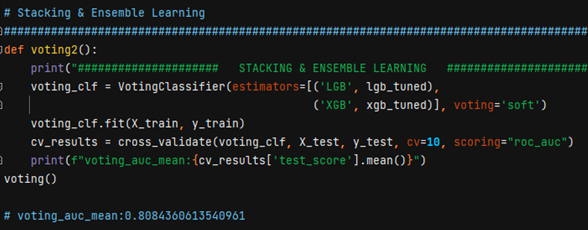 # Stacking & Ensemble Learning
################################################################################################
def voting2():
print("##################### STACKING & ENSEMBLE LEARNING #####################
voting_clf = VotingClassifier(estimators=[('LGB', lgb_tuned),
('XGB', xgb_tuned)], voting='soft')
voting_clf.fit(X_train, y_train)
cv_results = cross_validate(voting_clf, X_test, y_test, cv=10, scoring="roc_auc")
print(f"voting_auc_mean:{cv_results['test_score'].mean()}")
voting()
# voting_auc_mean:0.8084360613540961